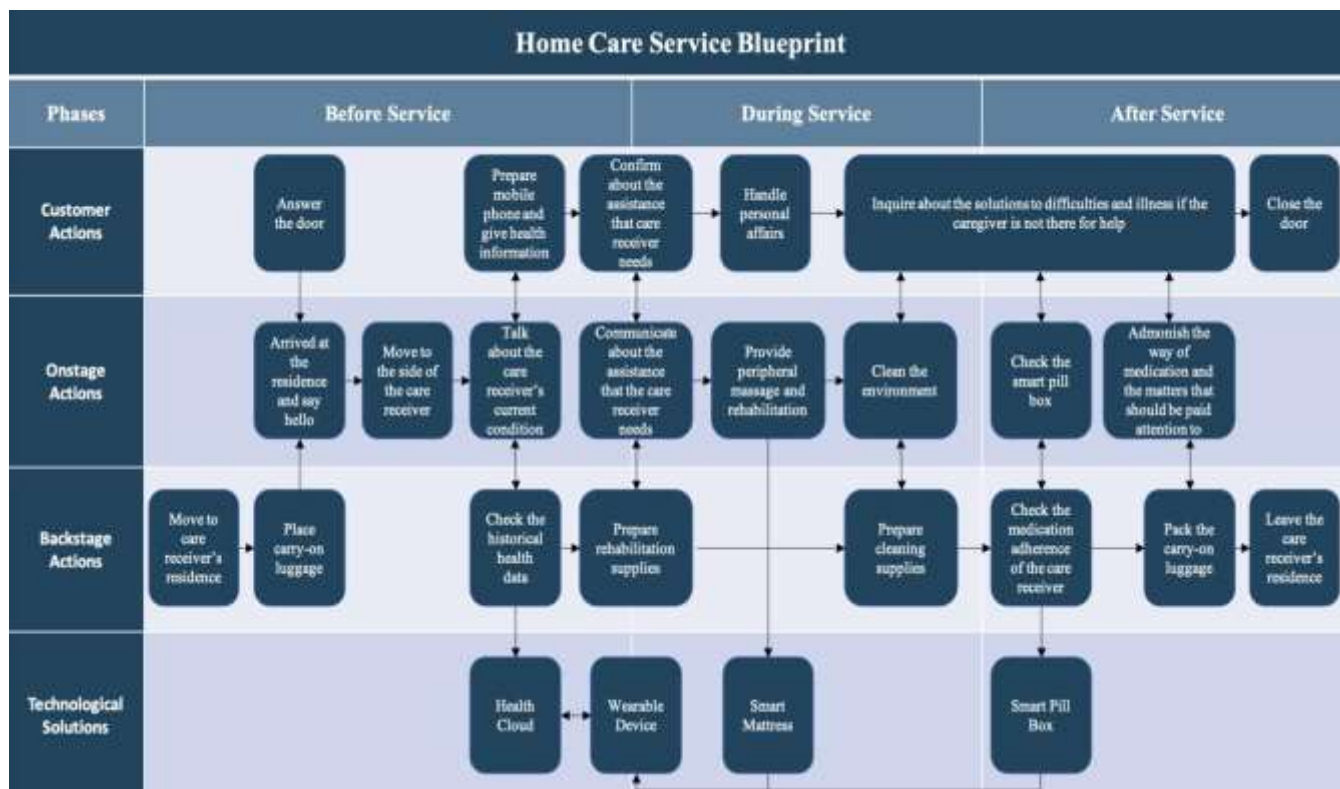 Home Care Service Blueprint
Phases
Before Service
During Service
After Service
Customer
Actions
Answer
the door
Prepare
mobile
phone and
give health
information
Confirm
about the
assistance
that care
receiver
needs
Handle
personal
affairs
Inquire about the solutions to difficulties and illness if the
caregiver is not there for help
Close the
door
Onstage
Actions
Arrived at
the
residence
and say
hello
Move to
the side of
the care
receiver
Talk
about the
care
receiver's
current
condition
Communicate
about the
assistance
that the care
receiver
needs
Provide
peripheral
massage and
rehabilitation
Clean the
environment
Check
the smart pill
box
Admonish the
way of
medication and
the matters that
should be paid
attention to
Backstage
Actions
Move to
care
receiver's
residence
Place
carry-on
luggage
Check the
historical
health
data
Prepare
rehabilitation
supplies
Prepare
cleaning
supplies
Check the
medication
adherence
of the care
receiver
Pack the
carry-on
luggage
Leave the
care
receiver's
residence
Technological
Solutions
Health
Cloud
Wearable
Device
Smart
Mattress
Smart Pill
Box